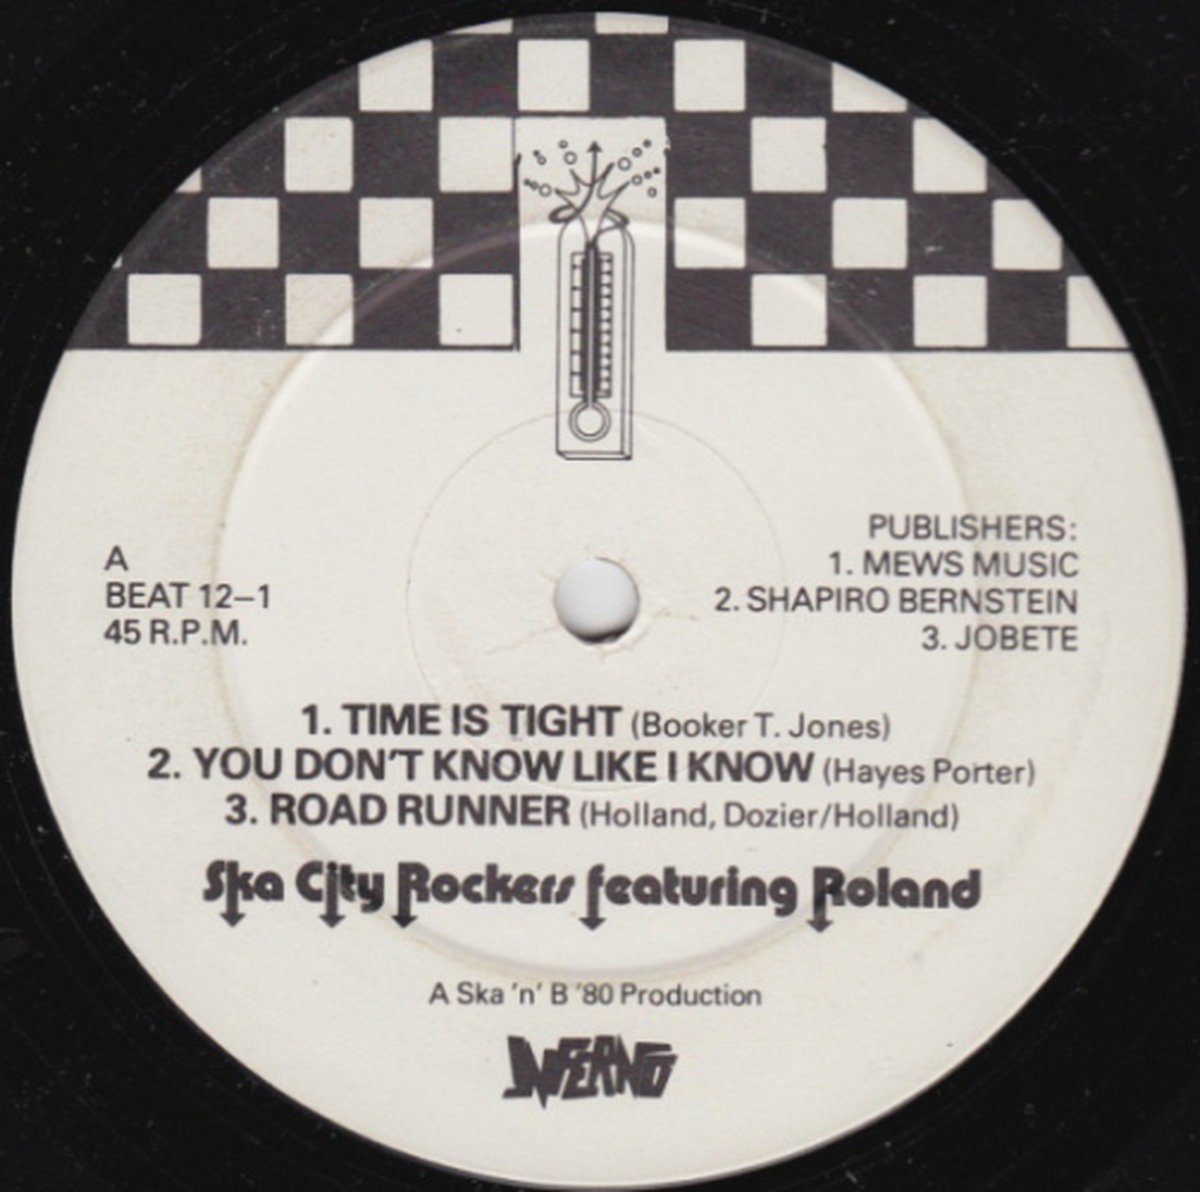 A
BEAT 12–1
45 R.P.M.
PUBLISHERS:
1. MEWS MUSIC
2. SHAPIRO BERNSTEIN
3. JOBETE
1. TIME IS TIGHT (Booker T. Jones)
2. YOU DON'T KNOW LIKE I KNOW (Hayes Porter)
3. ROAD RUNNER (Holland, Dozier/Holland)
Ska City Rockers featuring Roland
A Ska 'n' B '80 Production
INFERNO